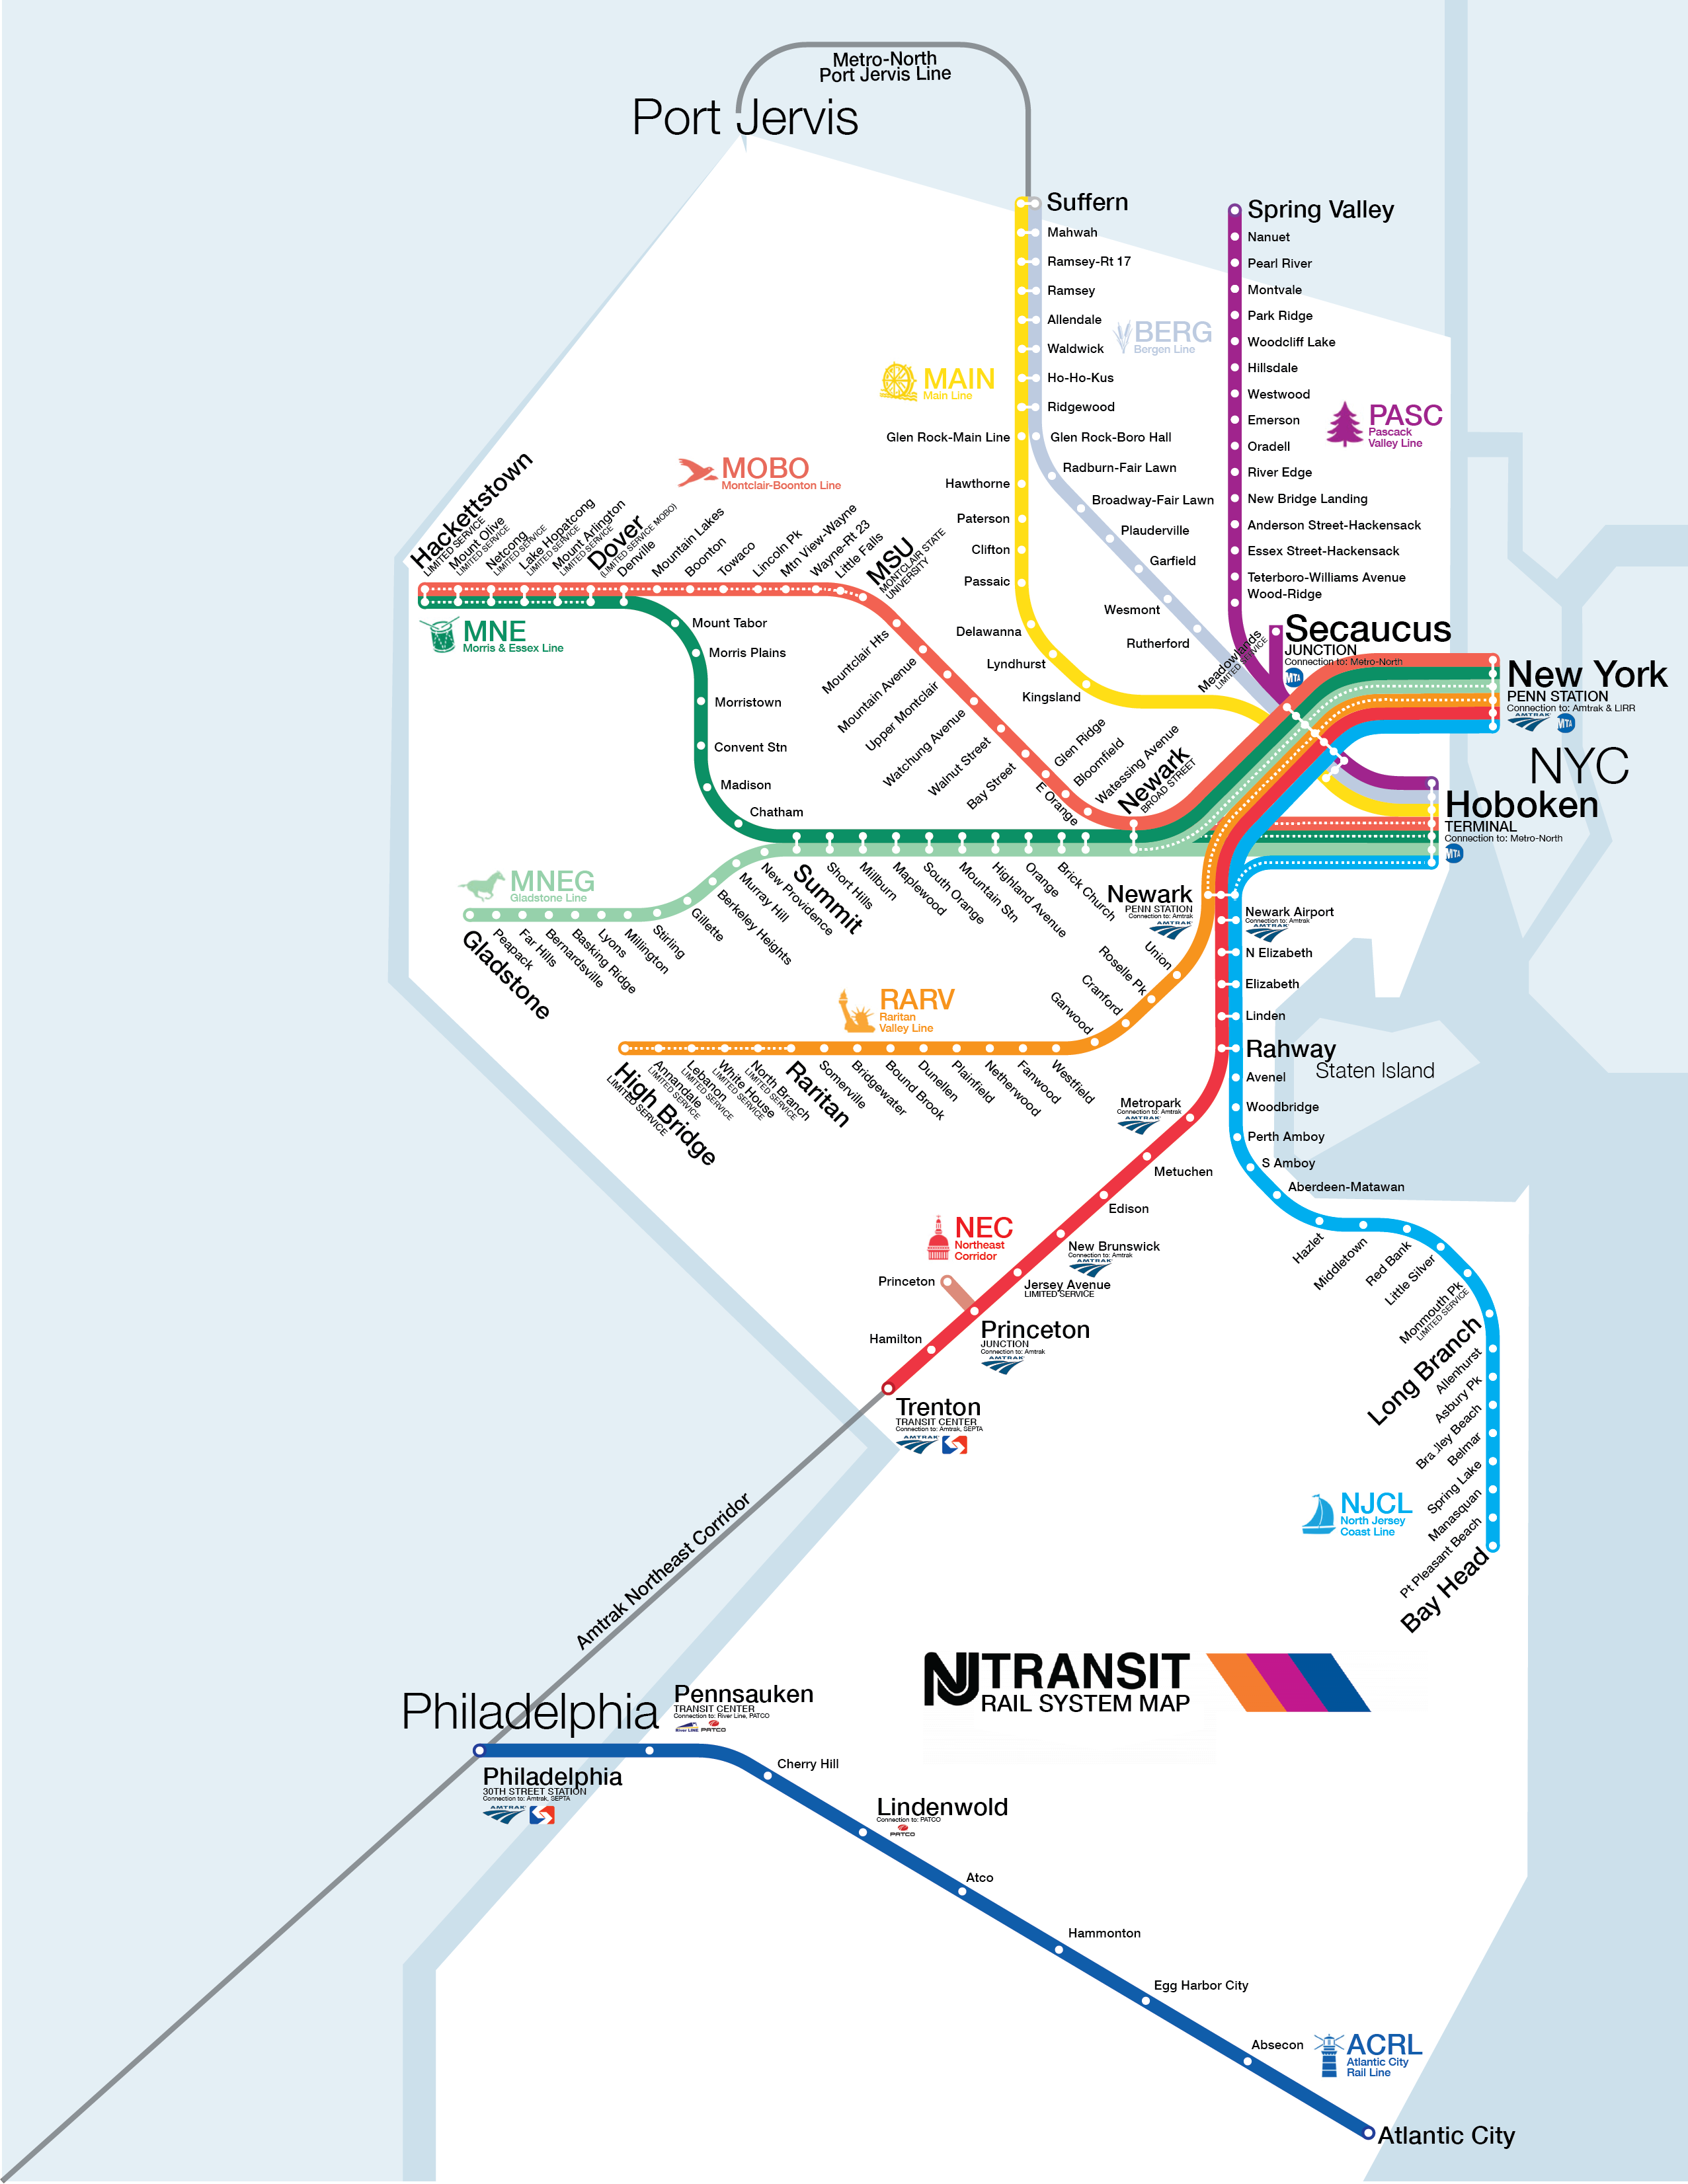 Metro-North
Port Jervis Line
Port Jervis
Suffern
Mahwah
Ramsey-Rt 17
Ramsey
Allendale
Waldwick
Ho-Ho-Kus
Ridgewood
Glen Rock-Main Line
Glen Rock-Boro Hall
Hawthorne
Paterson
Clifton
Passaic
Delawanna
Lyndhurst
Kingsland
Radburn-Fair Lawn
Broadway-Fair Lawn
Plauderville
Garfield
Wesmont
Rutherford
BERG
Bergen Line
MAIN
Main Line
Spring Valley
Nanuet
Pearl River
Montvale
Park Ridge
Woodcliff Lake
Hillsdale
Westwood
Emerson
Oradell
River Edge
New Bridge Landing
Anderson Street-Hackensack
Essex Street-Hackensack
Teterboro-Williams Avenue
Wood-Ridge
PASC
Pascack
Valley Line
Meadowlands
LIMITED SERVICE
Secaucus
JUNCTION
Connection to: Metro-North
MTA
New York
PENN STATION
Connection to: Amtrak & LIRR
AMTRAK
MTA
NYC
Hoboken
TERMINAL
Connection to: Metro-North
MTA
MOBO
Montclair-Boonton Line
Hackettstown
LIMITED SERVICE
Mount Olive
LIMITED SERVICE
Netcong
LIMITED SERVICE
Lake Hopatcong
LIMITED SERVICE
Mount Arlington
LIMITED SERVICE
Dover
(LIMITED SERVICE MOBO)
Denville
Mountain Lakes
Boonton
Towaco
Lincoln Pk
Mtn View-Wayne
Wayne-Rt 23
Little Falls
MSU
MONTCLAIR STATE
UNIVERSITY
Montclair Hts
Mountain Avenue
Upper Montclair
Watchung Avenue
Walnut Street
Bay Street
Glen Ridge
Bloomfield
Watessing Avenue
Newark
BROAD STREET
E Orange
MNE
Morris & Essex Line
Mount Tabor
Morris Plains
Morristown
Convent Stn
Madison
Chatham
Summit
Short Hills
Millburn
Maplewood
South Orange
Mountain Stn
Highland Avenue
Orange
Brick Church
MNEG
Gladstone Line
Gladstone
Peapack
Far Hills
Bernardsville
Basking Ridge
Lyons
Millington
Stirling
Gillette
Berkeley Heights
Murray Hill
New Providence
Newark
PENN STATION
Connection to: Amtrak
AMTRAK
Newark Airport
Connection to: Amtrak
AMTRAK
N Elizabeth
Elizabeth
Linden
Rahway
Staten Island
RARV
Raritan
Valley Line
High Bridge
LIMITED SERVICE
Annandale
LIMITED SERVICE
Lebanon
LIMITED SERVICE
White House
LIMITED SERVICE
North Branch
LIMITED SERVICE
Raritan
Somerville
Bridgewater
Bound Brook
Dunellen
Plainfield
Netherwood
Fanwood
Westfield
Garwood
Cranford
Roselle Pk
Union
Avenel
Woodbridge
Perth Amboy
S Amboy
Aberdeen-Matawan
Hazlet
Middletown
Red Bank
Little Silver
Monmouth Pk
LIMITED SERVICE
Long Branch
Allenhurst
Asbury Pk
Bradley Beach
Belmar
Spring Lake
Manasquan
Pt Pleasant Beach
Bay Head
NJCL
North Jersey
Coast Line
Metropark
Connection to: Amtrak
AMTRAK
Metuchen
Edison
New Brunswick
Connection to: Amtrak
AMTRAK
Jersey Avenue
LIMITED SERVICE
NEC
Northeast
Corridor
Princeton
Princeton
JUNCTION
Connection to: Amtrak
AMTRAK
Hamilton
Trenton
TRANSIT CENTER
Connection to: Amtrak, SEPTA
AMTRAK
Amtrak Northeast Corridor
NJ TRANSIT
RAIL SYSTEM MAP
Philadelphia
Pennsauken
TRANSIT CENTER
Connection to: River Line, PATCO
River LINE PATCO
Philadelphia
30TH STREET STATION
Connection to: Amtrak, SEPTA
AMTRAK
Cherry Hill
Lindenwold
Connection to: PATCO
PATCO
Atco
Hammonton
Egg Harbor City
Absecon
ACRL
Atlantic City
Rail Line
Atlantic City